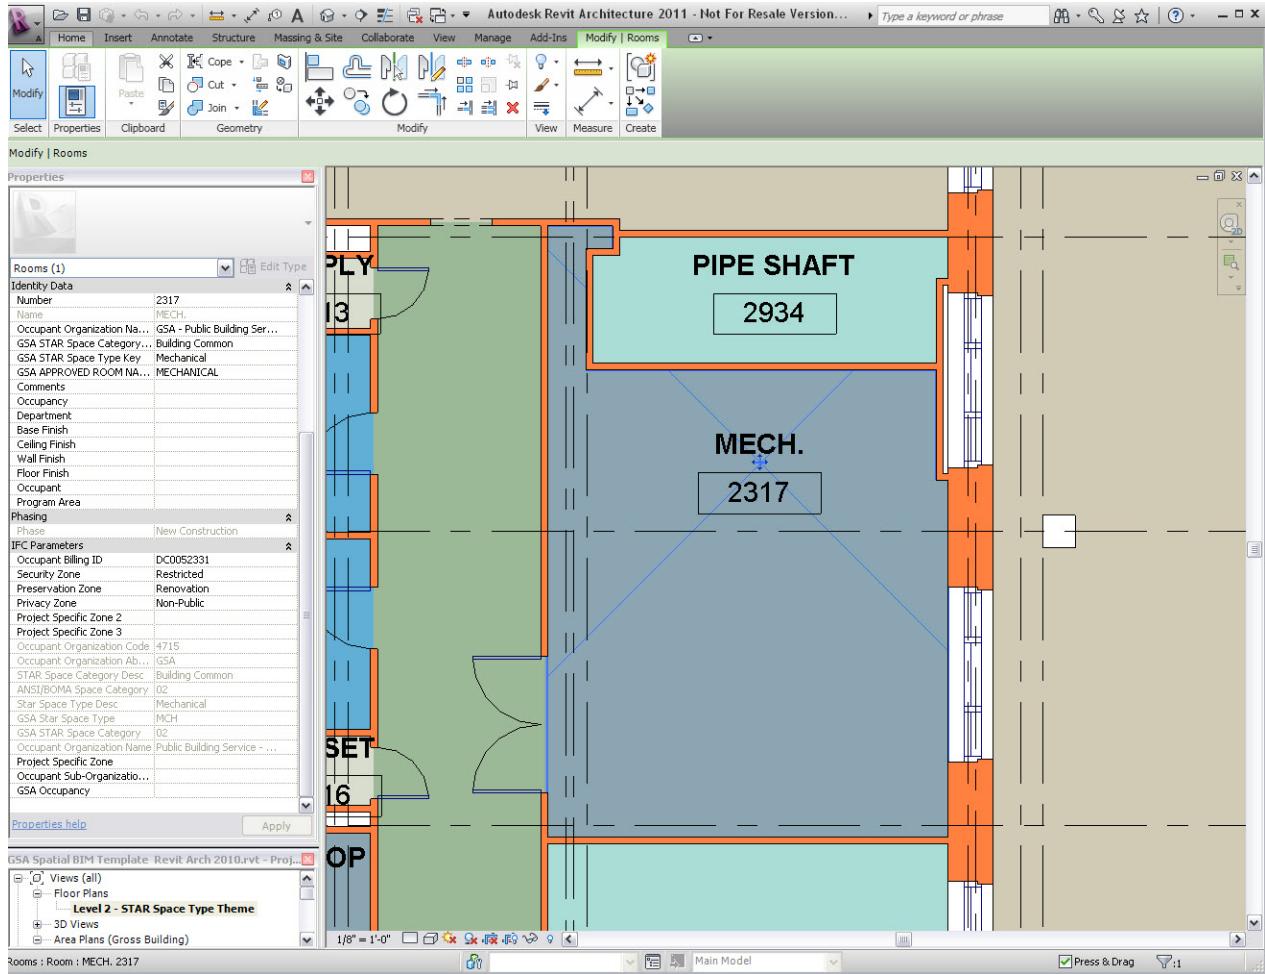 Autodesk Revit Architecture 2011 - Not For Resale Version...
Type a keyword or phrase
Home Insert Annotate Structure Massing & Site Collaborate View Manage Add-Ins Modify | Rooms
Modify
Paste
Cope
Cut
Join
Select Properties Clipboard Geometry Modify View Measure Create
Modify | Rooms
Properties
Rooms (1)
Edit Type
Identity Data
Number 2317
Name MECH.
Occupant Organization Na... GSA - Public Building Ser...
GSA STAR Space Category... Building Common
GSA STAR Space Type Key Mechanical
GSA APPROVED ROOM NA... MECHANICAL
Comments
Occupancy
Department
Base Finish
Ceiling Finish
Wall Finish
Floor Finish
Occupant
Program Area
Phasing
Phase New Construction
IFC Parameters
Occupant Billing ID DC0052331
Security Zone Restricted
Preservation Zone Renovation
Privacy Zone Non-Public
Project Specific Zone 2
Project Specific Zone 3
Occupant Organization Code 4715
Occupant Organization Ab... GSA
STAR Space Category Desc Building Common
ANSI/BOMA Space Category 02
Star Space Type Desc Mechanical
GSA Star Space Type MCH
GSA STAR Space Category 02
Occupant Organization Name Public Building Service - ...
Project Specific Zone
Occupant Sub-Organizatio...
GSA Occupancy
Properties help
Apply
GSA Spatial BIM Template Revit Arch 2010.rvt - Proj...
Views (all)
Floor Plans
Level 2 - STAR Space Type Theme
3D Views
Area Plans (Gross Building)
PLY
13
PIPE SHAFT
2934
MECH.
2317
SET
16
OP
2D
1/8" = 1'-0"
Rooms : Room : MECH. 2317
Main Model
Press & Drag
:1